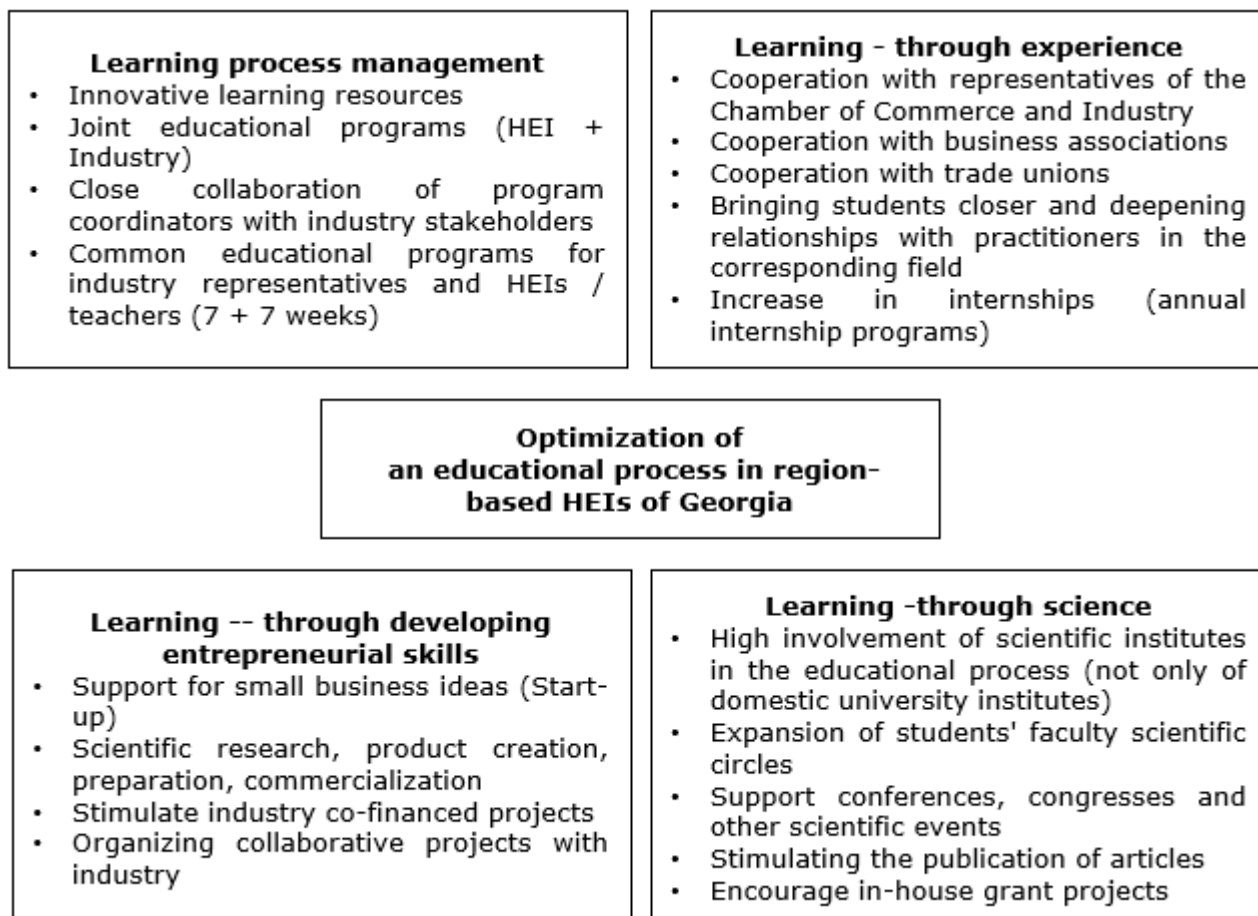 Learning process management
• Innovative learning resources
• Joint educational programs (HEI +
Industry)
• Close collaboration of program
coordinators with industry stakeholders
• Common educational programs for
industry representatives and HEIs /
teachers (7 + 7 weeks)
Learning - through experience
• Cooperation with representatives of the
Chamber of Commerce and Industry
• Cooperation with business associations
• Cooperation with trade unions
• Bringing students closer and deepening
relationships with practitioners in the
corresponding field
• Increase in internships (annual
internship programs)
Optimization of
an educational process in region-
based HEIs of Georgia
Learning -- through developing
entrepreneurial skills
• Support for small business ideas (Start-
up)
• Scientific research, product creation,
preparation, commercialization
• Stimulate industry co-financed projects
• Organizing collaborative projects with
industry
Learning -through science
• High involvement of scientific institutes
in the educational process (not only of
domestic university institutes)
• Expansion of students' faculty scientific
circles
• Support conferences, congresses and
other scientific events
• Stimulating the publication of articles
• Encourage in-house grant projects